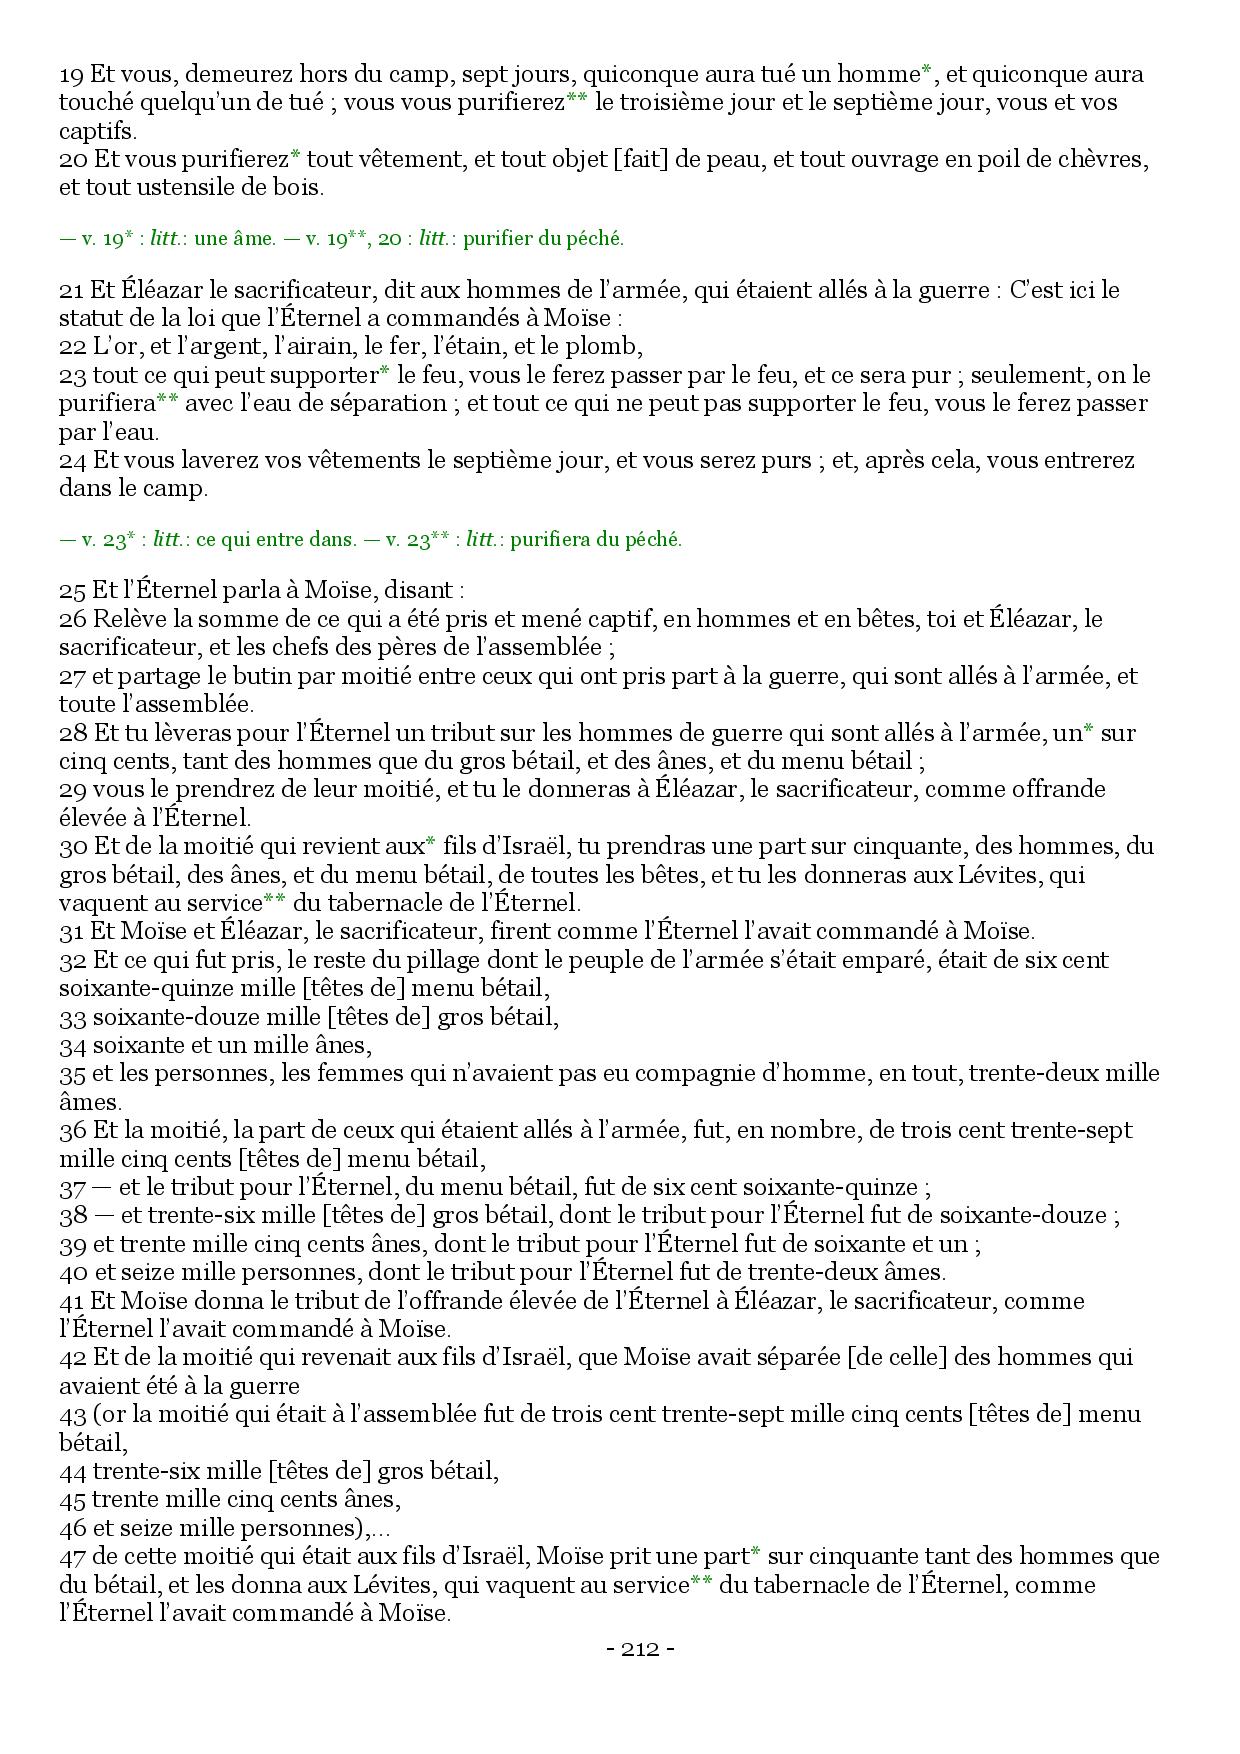 19 Et vous, demeurez hors du camp, sept jours, quiconque aura tué un homme*, et quiconque aura
touché quelqu’un de tué ; vous vous purifierez** le troisième jour et le septième jour, vous et vos
captifs.
20 Et vous purifierez* tout vêtement, et tout objet [fait] de peau, et tout ouvrage en poil de chèvres,
et tout ustensile de bois.
— v. 19* : litt.: une âme. — v. 19**, 20 : litt.: purifier du péché.
21 Et Éléazar le sacrificateur, dit aux hommes de l’armée, qui étaient allés à la guerre : C’est ici le
statut de la loi que l’Éternel a commandés à Moïse :
22 L’or, et l’argent, l’airain, le fer, l’étain, et le plomb,
23 tout ce qui peut supporter* le feu, vous le ferez passer par le feu, et ce sera pur ; seulement, on le
purifiera** avec l’eau de séparation ; et tout ce qui ne peut pas supporter le feu, vous le ferez passer
par l’eau.
24 Et vous laverez vos vêtements le septième jour, et vous serez purs ; et, après cela, vous entrerez
dans le camp.
— v. 23* : litt.: ce qui entre dans. — v. 23** : litt.: purifiera du péché.
25 Et l’Éternel parla à Moïse, disant :
26 Relève la somme de ce qui a été pris et mené captif, en hommes et en bêtes, toi et Éléazar, le
sacrificateur, et les chefs des pères de l’assemblée ;
27 et partage le butin par moitié entre ceux qui ont pris part à la guerre, qui sont allés à l’armée, et
toute l’assemblée.
28 Et tu lèveras pour l’Éternel un tribut sur les hommes de guerre qui sont allés à l’armée, un* sur
cinq cents, tant des hommes que du gros bétail, et des ânes, et du menu bétail ;
29 vous le prendrez de leur moitié, et tu le donneras à Éléazar, le sacrificateur, comme offrande
élevée à l’Éternel.
30 Et de la moitié qui revient aux* fils d’Israël, tu prendras une part sur cinquante, des hommes, du
gros bétail, des ânes, et du menu bétail, de toutes les bêtes, et tu les donneras aux Lévites, qui
vaquent au service** du tabernacle de l’Éternel.
31 Et Moïse et Éléazar, le sacrificateur, firent comme l’Éternel l’avait commandé à Moïse.
32 Et ce qui fut pris, le reste du pillage dont le peuple de l’armée s’était emparé, était de six cent
soixante-quinze mille [têtes de] menu bétail,
33 soixante-douze mille [têtes de] gros bétail,
34 soixante et un mille ânes,
35 et les personnes, les femmes qui n’avaient pas eu compagnie d’homme, en tout, trente-deux mille
âmes.
36 Et la moitié, la part de ceux qui étaient allés à l’armée, fut, en nombre, de trois cent trente-sept
mille cinq cents [têtes de] menu bétail,
37 — et le tribut pour l’Éternel, du menu bétail, fut de six cent soixante-quinze ;
38 — et trente-six mille [têtes de] gros bétail, dont le tribut pour l’Éternel fut de soixante-douze ;
39 et trente mille cinq cents ânes, dont le tribut pour l’Éternel fut de soixante et un ;
40 et seize mille personnes, dont le tribut pour l’Éternel fut de trente-deux âmes.
41 Et Moïse donna le tribut de l’offrande élevée de l’Éternel à Éléazar, le sacrificateur, comme
l’Éternel l’avait commandé à Moïse.
42 Et de la moitié qui revenait aux fils d’Israël, que Moïse avait séparée [de celle] des hommes qui
avaient été à la guerre
43 (or la moitié qui était à l’assemblée fut de trois cent trente-sept mille cinq cents [têtes de] menu
bétail,
44 trente-six mille [têtes de] gros bétail,
45 trente mille cinq cents ânes,
46 et seize mille personnes),...
47 de cette moitié qui était aux fils d’Israël, Moïse prit une part* sur cinquante tant des hommes que
du bétail, et les donna aux Lévites, qui vaquent au service** du tabernacle de l’Éternel, comme
l’Éternel l’avait commandé à Moïse.
- 212 -